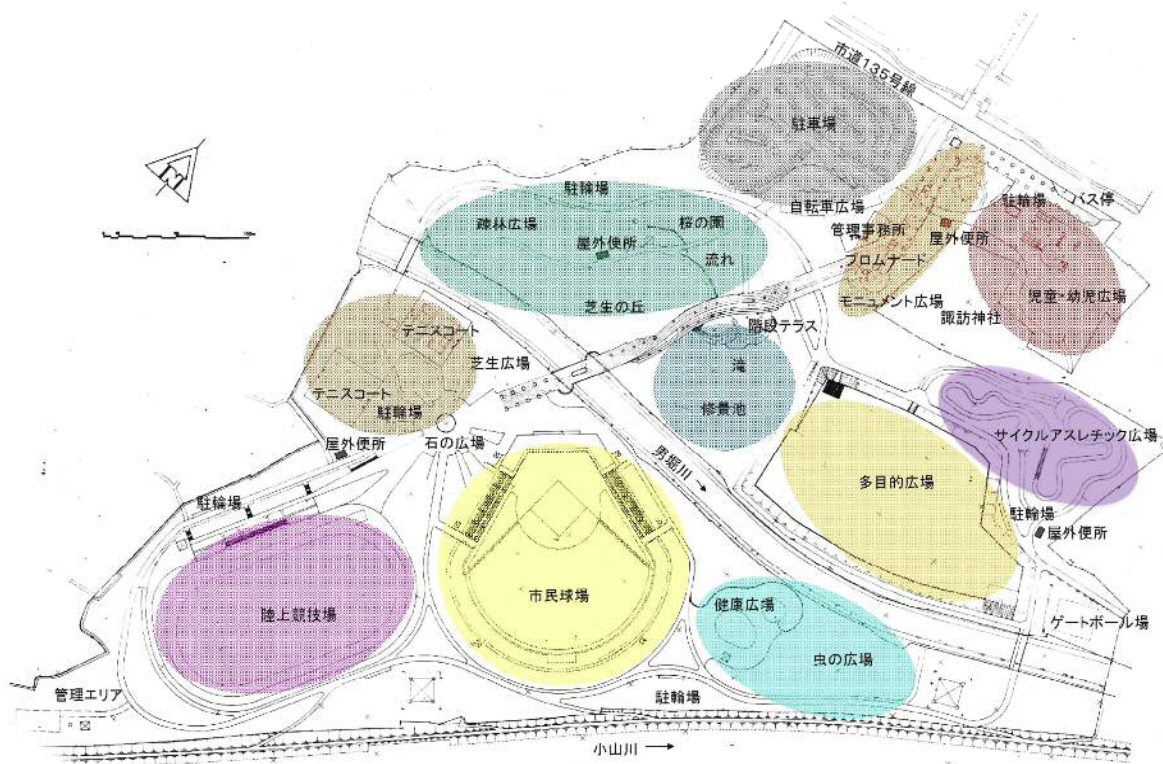 市道135号線
駐車場
駐輪場
自転車広場
駐輪場
バス停
疎林広場
桜の園
管理事務所
屋外便所
屋外便所
流れ
プロムナード
児童・幼児広場
モニュメント広場
諏訪神社
芝生の丘
階段テラス
テニスコート
芝生広場
滝
テニスコート
駐輪場
修景池
サイクルアスレチック広場
屋外便所
石の広場
男堀川→
多目的広場
駐輪場
駐輪場
屋外便所
陸上競技場
市民球場
健康広場
ゲートボール場
虫の広場
管理エリア
駐輪場
小山川→